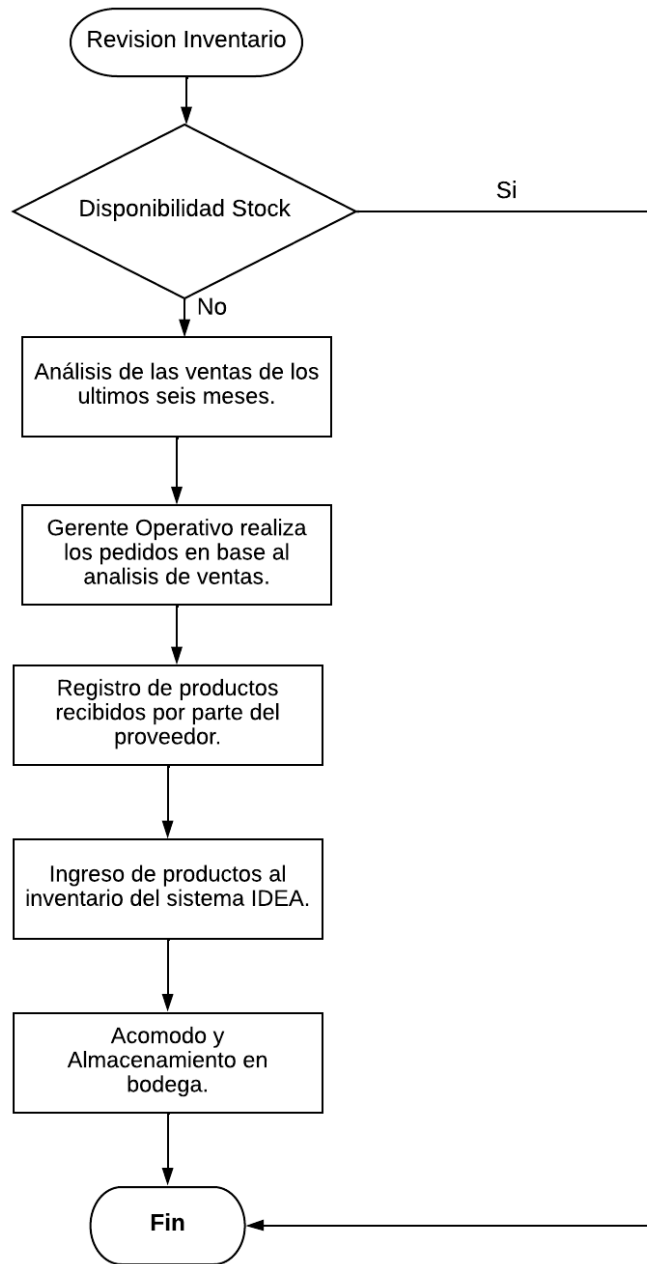 Revision Inventario
Disponibilidad Stock
Si
No
Análisis de las ventas de los
ultimos seis meses.
Gerente Operativo realiza
los pedidos en base al
analisis de ventas.
Registro de productos
recibidos por parte del
proveedor.
Ingreso de productos al
inventario del sistema IDEA.
Acomodo y
Almacenamiento en
bodega.
Fin